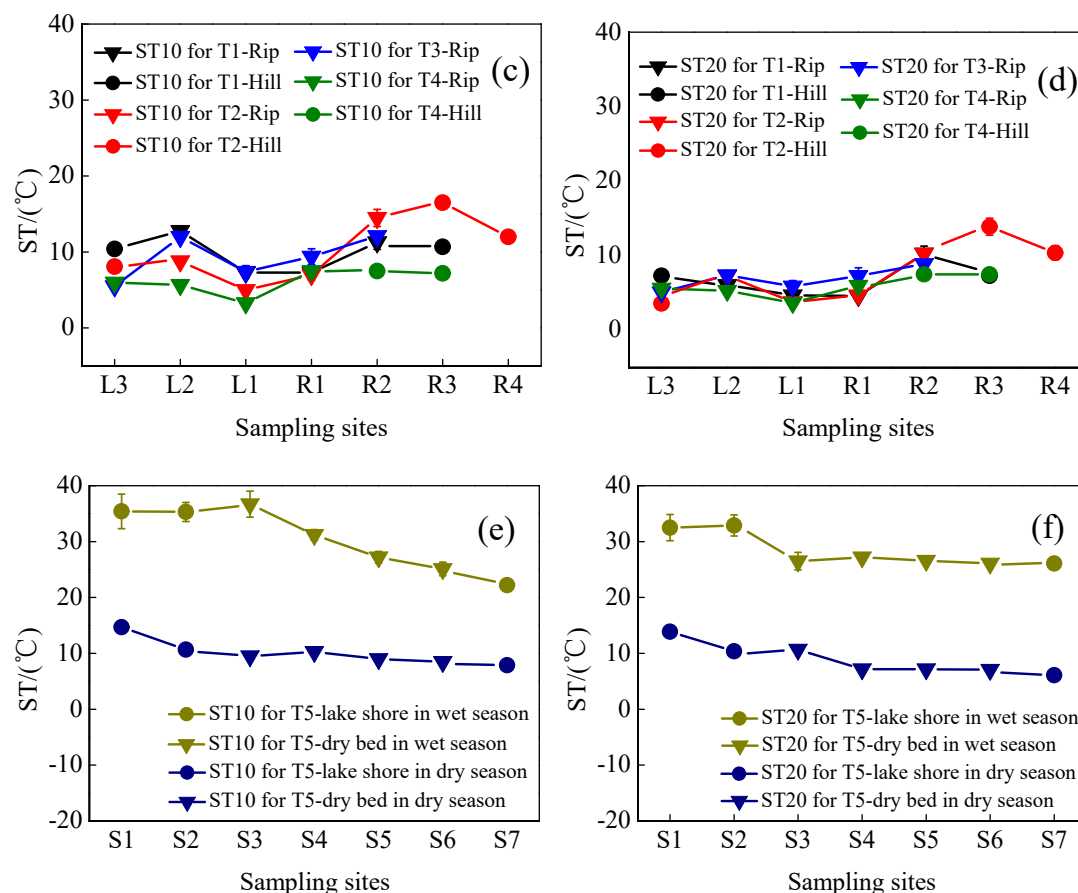 40
30
20
10
0
ST/(℃)
ST10 for T1-Rip
ST10 for T1-Hill
ST10 for T2-Rip
ST10 for T2-Hill
ST10 for T3-Rip
ST10 for T4-Rip
ST10 for T4-Hill
(c)
L3 L2 L1 R1 R2 R3 R4
Sampling sites
40
30
20
10
0
ST/(℃)
ST20 for T1-Rip
ST20 for T1-Hill
ST20 for T2-Rip
ST20 for T2-Hill
ST20 for T3-Rip
ST20 for T4-Rip
ST20 for T4-Hill
(d)
L3 L2 L1 R1 R2 R3 R4
Sampling sites
40
30
20
10
0
-10
-20
ST/(℃)
(e)
ST10 for T5-lake shore in wet season
ST10 for T5-dry bed in wet season
ST10 for T5-lake shore in dry season
ST10 for T5-dry bed in dry season
S1 S2 S3 S4 S5 S6 S7
Sampling sites
40
30
20
10
0
-10
-20
ST/(℃)
(f)
ST20 for T5-lake shore in wet season
ST20 for T5-dry bed in wet season
ST20 for T5-lake shore in dry season
ST20 for T5-dry bed in dry season
S1 S2 S3 S4 S5 S6 S7
Sampling sites